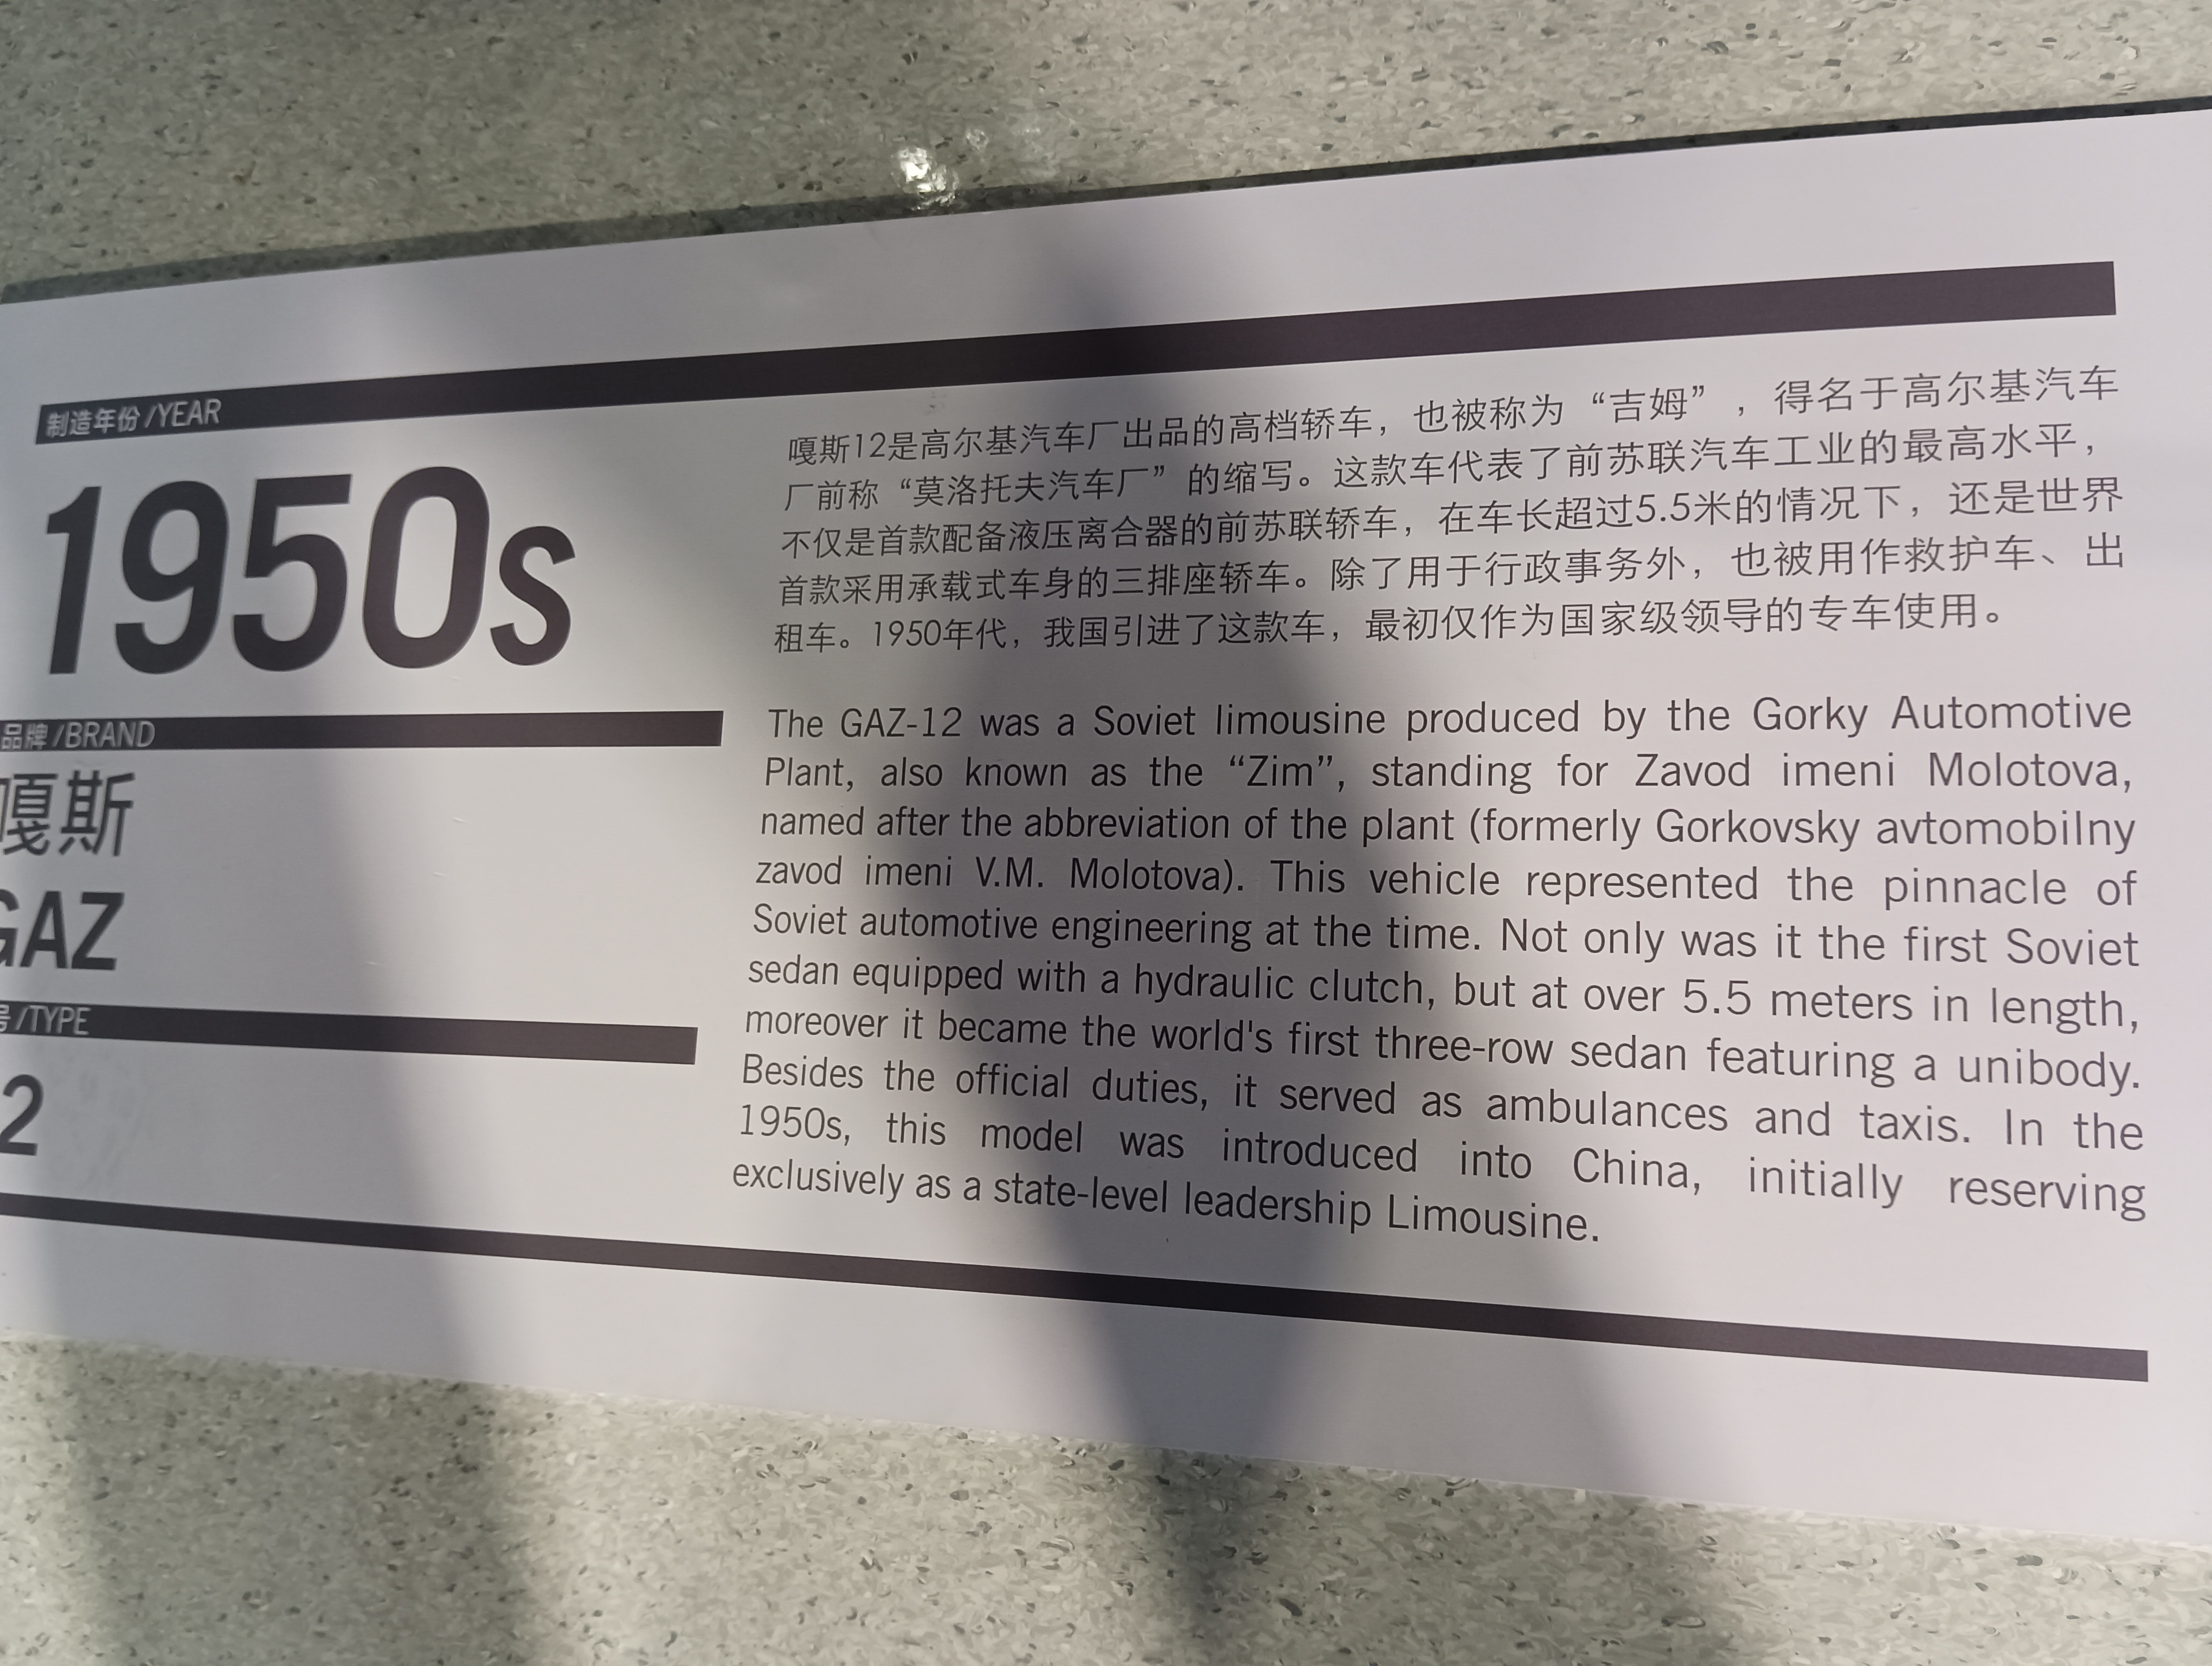 制造年份/YEAR
1950s
品牌/BRAND
嘎斯
GAZ
号/TYPE
2
嘎斯12是高尔基汽车厂出品的高档轿车，也被称为“吉姆”，得名于高尔基汽车
厂前称“莫洛托夫汽车厂”的缩写。这款车代表了前苏联汽车工业的最高水平，
不仅是首款配备液压离合器的前苏联轿车，在车长超过5.5米的情况下，还是世界
首款采用承载式车身的三排座轿车。除了用于行政事务外，也被用作救护车、出
租车。1950年代，我国引进了这款车，最初仅作为国家级领导的专车使用。
The GAZ-12 was a Soviet limousine produced by the Gorky Automotive
Plant, also known as the “Zim”, standing for Zavod imeni Molotova,
named after the abbreviation of the plant (formerly Gorkovsky avtomobilny
zavod imeni V.M. Molotova). This vehicle represented the pinnacle of
Soviet automotive engineering at the time. Not only was it the first Soviet
sedan equipped with a hydraulic clutch, but at over 5.5 meters in length,
moreover it became the world's first three-row sedan featuring a unibody.
Besides the official duties, it served as ambulances and taxis. In the
1950s, this model was introduced into China, initially reserving
exclusively as a state-level leadership Limousine.